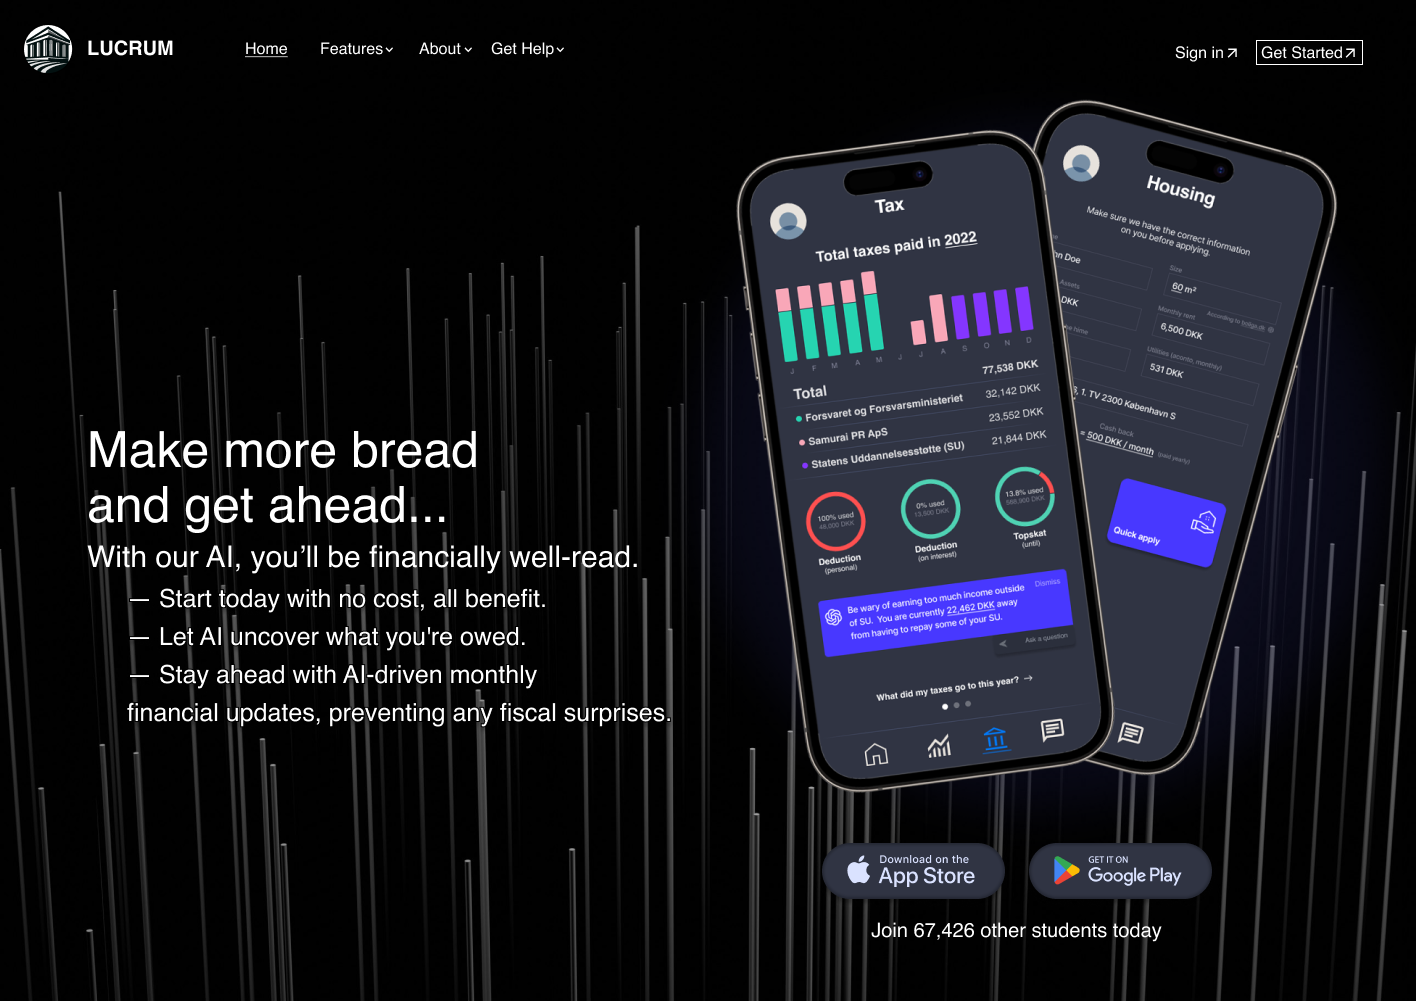 LUCRUM
Home
Features
About
Get Help
Sign in
Get Started
Make more bread
and get ahead...
With our AI, you’ll be financially well-read.
— Start today with no cost, all benefit.
— Let AI uncover what you're owed.
— Stay ahead with AI-driven monthly
financial updates, preventing any fiscal surprises.
Tax
Total taxes paid in 2022
J F M A M J J A S O N D
Total 77,538 DKK
Forsvaret og Forsvarsministeriet 32,142 DKK
Samurai PR ApS 23,552 DKK
Statens Uddannelsesstøtte (SU) 21,844 DKK
100% used
48,000 DKK
Deduction
(personal)
0% used
13,500 DKK
Deduction
(on interest)
13.8% used
DKK
Topskat
(until)
Be wary of earning too much income outside
of SU. You are currently 22,462 DKK away
from having to repay some of your SU.
Dismiss
Ask a question
What did my taxes go to this year?
Housing
Make sure we have the correct information
on you before applying.
Doe
Size
60 m²
Assets
DKK
Monthly rent
According to
6,500 DKK
Utilities (aconto, monthly)
531 DKK
1. TV 2300 København S
Cash back
= 500 DKK / month (paid yearly)
Quick apply
Download on the
App Store
GET IT ON
Google Play
Join 67,426 other students today